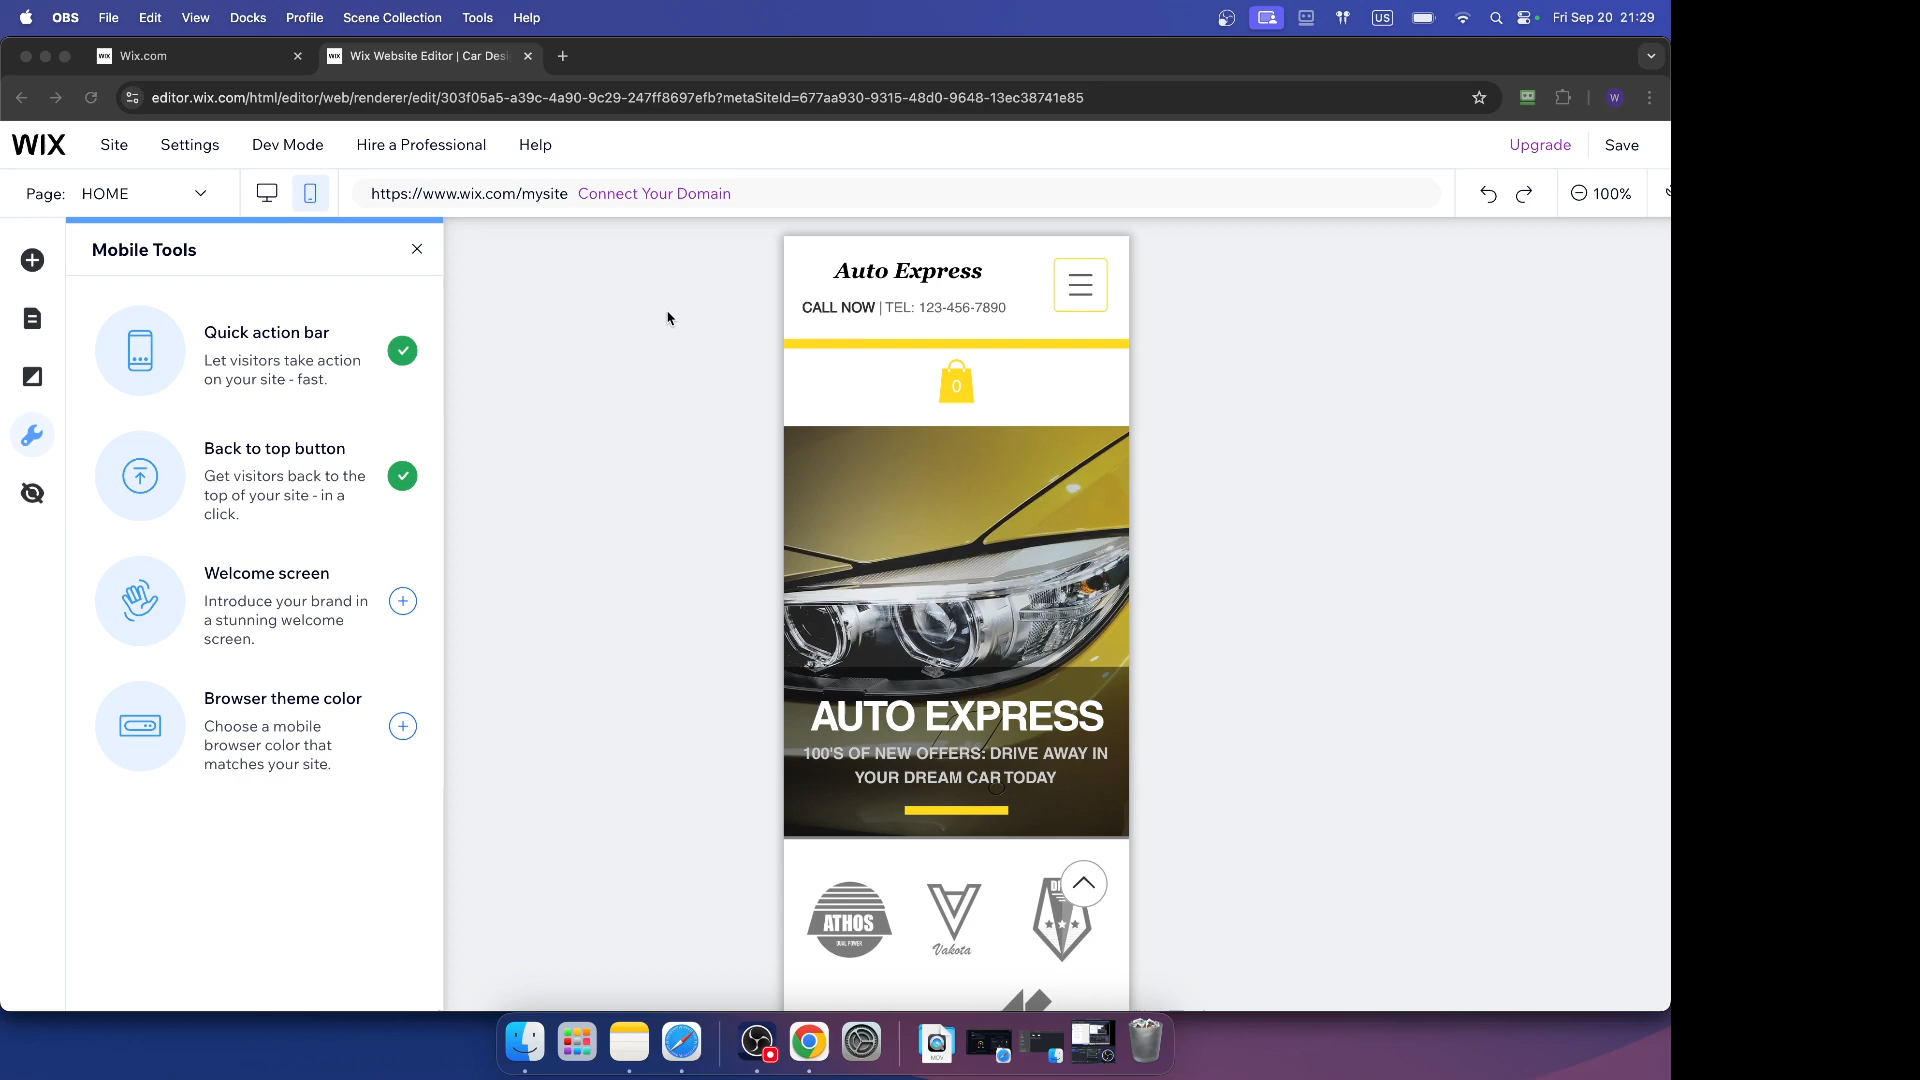 OBS File Edit View Docks Profile Scene Collection Tools Help US Fri Sep 20 21:29
WIX Wix.com WIX Wix Website Editor | Car Des
editor.wix.com/html/editor/web/renderer/edit/303f05a5-a39c-4a90-9c29-247ff8697efb?metaSiteId=677aa930-9315-48d0-9648-13ec38741e85 W
WIX Site Settings Dev Mode Hire a Professional Help Upgrade Save
Page: HOME https://www.wix.com/mysite Connect Your Domain 100%
Mobile Tools
Quick action bar
Let visitors take action
on your site - fast.
Back to top button
Get visitors back to the
top of your site - in a
click.
Welcome screen
Introduce your brand in
a stunning welcome
screen.
Browser theme color
Choose a mobile
browser color that
matches your site.
Auto Express
CALL NOW | TEL: 123-456-7890
0
AUTO EXPRESS
100'S OF NEW OFFERS: DRIVE AWAY IN
YOUR DREAM CAR TODAY
ATHOS
DUAL POWER
Vakota
MOV